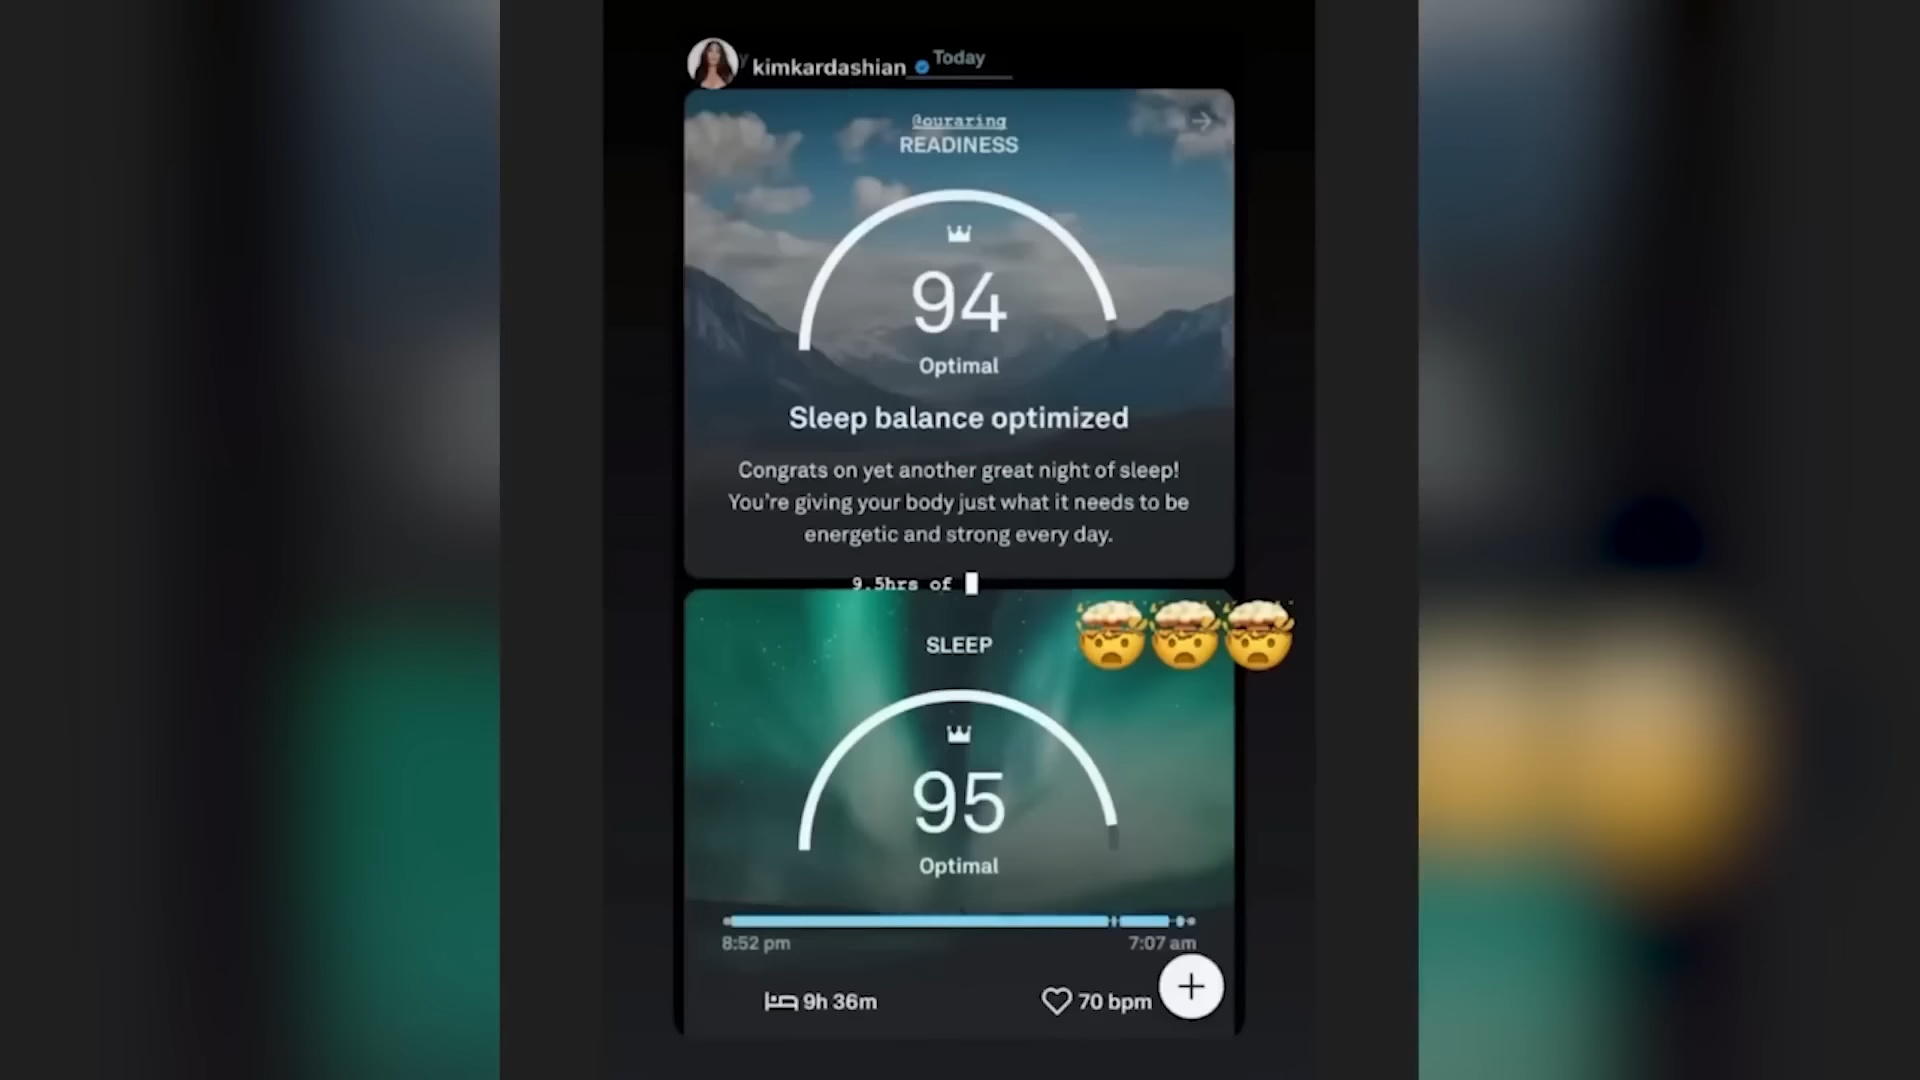 kimkardashian
Today
@ouraring
READINESS
94
Optimal
Sleep balance optimized
Congrats on yet another great night of sleep!
You're giving your body just what it needs to be
energetic and strong every day.
9.5hrs of
SLEEP
95
Optimal
8:52 pm
7:07 am
9h 36m
70 bpm